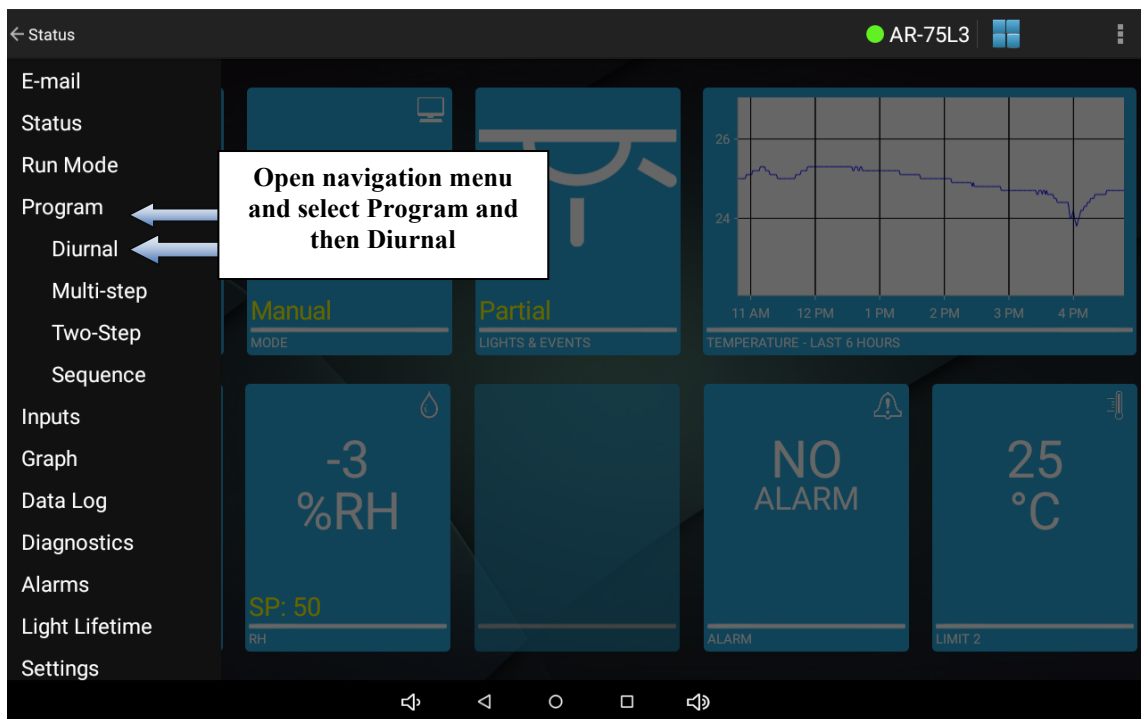 Status
AR-75L3
E-mail
Status
Run Mode
Program
Diurnal
Multi-step
Two-Step
Sequence
Inputs
Graph
Data Log
Diagnostics
Alarms
Light Lifetime
Settings
Open navigation menu
and select Program and
then Diurnal
Manual
MODE
Partial
LIGHTS & EVENTS
26
24
11 AM 12 PM 1 PM 2 PM 3 PM 4 PM
TEMPERATURE - LAST 6 HOURS
-3
%RH
SP: 50
RH
NO
ALARM
ALARM
25
°C
LIMIT 2